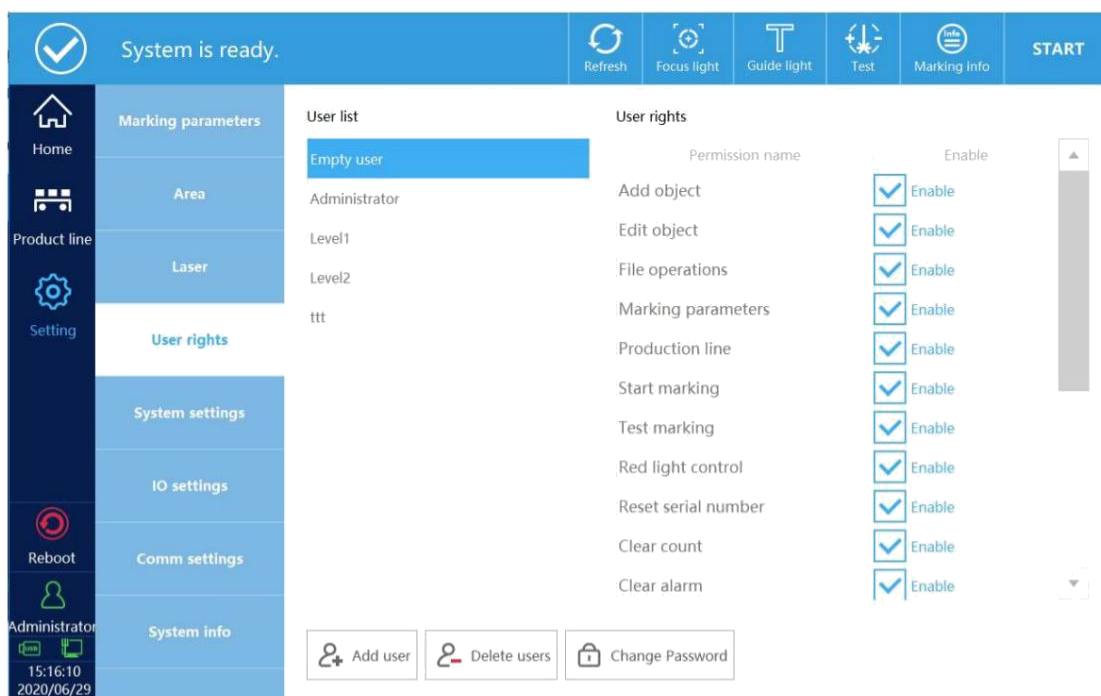 System is ready.
Refresh
Focus light
Guide light
Test
Info
Marking info
START
Home
Product line
Setting
Reboot
Administrator
USB
15:16:10
2020/06/29
Marking parameters
Area
Laser
User rights
System settings
IO settings
Comm settings
System info
User list
Empty user
Administrator
Level1
Level2
ttt
User rights
Permission name Enable
Add object Enable
Edit object Enable
File operations Enable
Marking parameters Enable
Production line Enable
Start marking Enable
Test marking Enable
Red light control Enable
Reset serial number Enable
Clear count Enable
Clear alarm Enable
Add user
Delete users
Change Password